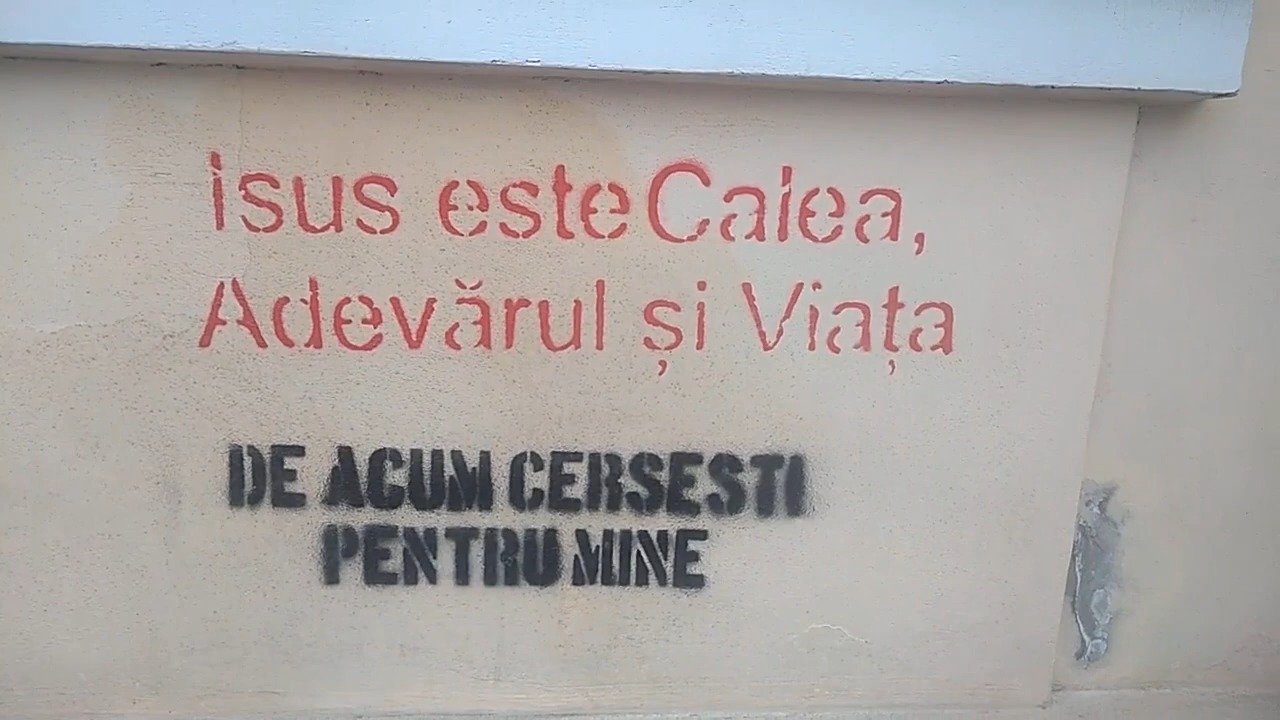 isus este Calea,
Adevărul și Viața
DE ACUM CERSESTI
PENTRU MINE